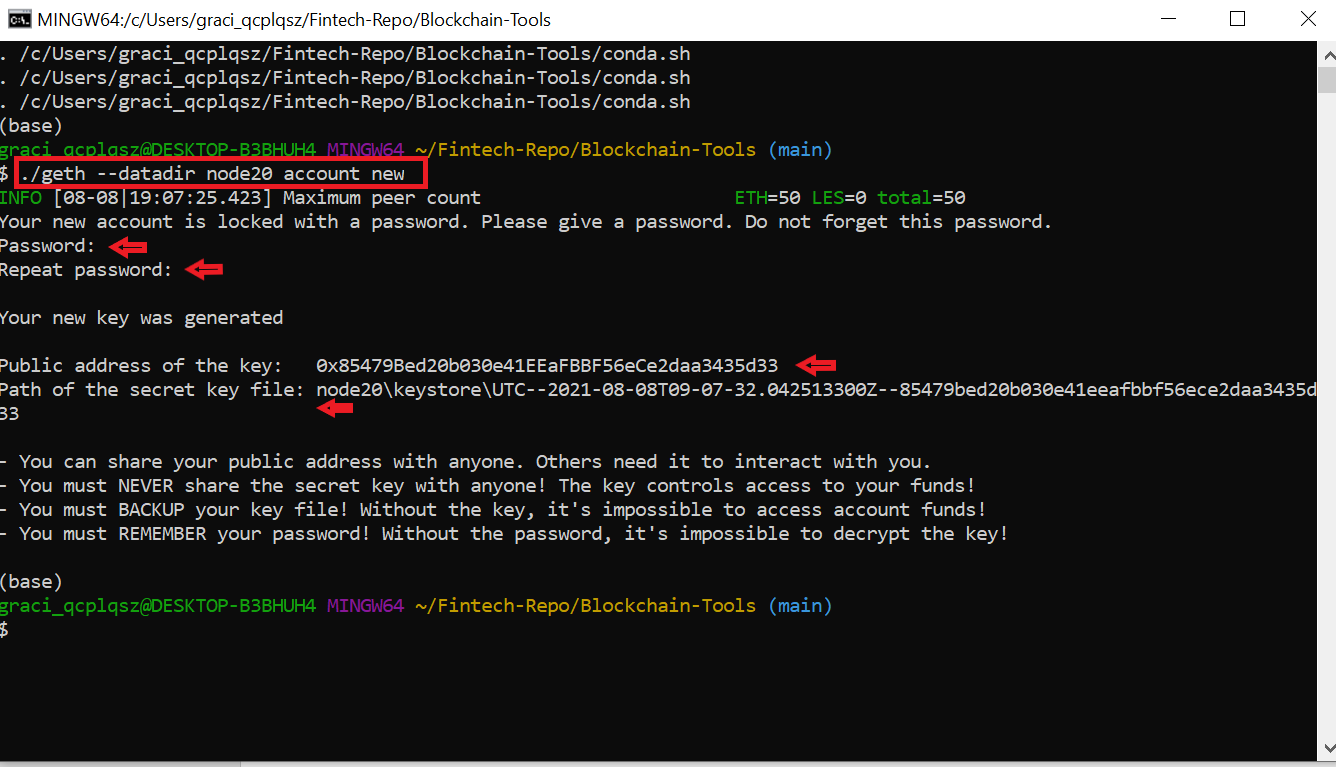 MINGW64:/c/Users/graci_qcplqsz/Fintech-Repo/Blockchain-Tools
. /c/Users/graci_qcplqsz/Fintech-Repo/Blockchain-Tools/conda.sh
. /c/Users/graci_qcplqsz/Fintech-Repo/Blockchain-Tools/conda.sh
. /c/Users/graci_qcplqsz/Fintech-Repo/Blockchain-Tools/conda.sh
(base)
graci_qcplqsz@DESKTOP-B3BHUH4 MINGW64 ~/Fintech-Repo/Blockchain-Tools (main)
$ ./geth --datadir node20 account new
INFO [08-08|19:07:25.423] Maximum peer count ETH=50 LES=0 total=50
Your new account is locked with a password. Please give a password. Do not forget this password.
Password:
Repeat password:
Your new key was generated
Public address of the key: 0x85479Bed20b030e41EEaFBBF56eCe2daa3435d33
Path of the secret key file: node20\keystore\UTC--2021-08-08T09-07-32.042513300Z--85479bed20b030e41eeafbbf56ece2daa3435d
33
- You can share your public address with anyone. Others need it to interact with you.
- You must NEVER share the secret key with anyone! The key controls access to your funds!
- You must BACKUP your key file! Without the key, it's impossible to access account funds!
- You must REMEMBER your password! Without the password, it's impossible to decrypt the key!
(base)
graci_qcplqsz@DESKTOP-B3BHUH4 MINGW64 ~/Fintech-Repo/Blockchain-Tools (main)
$